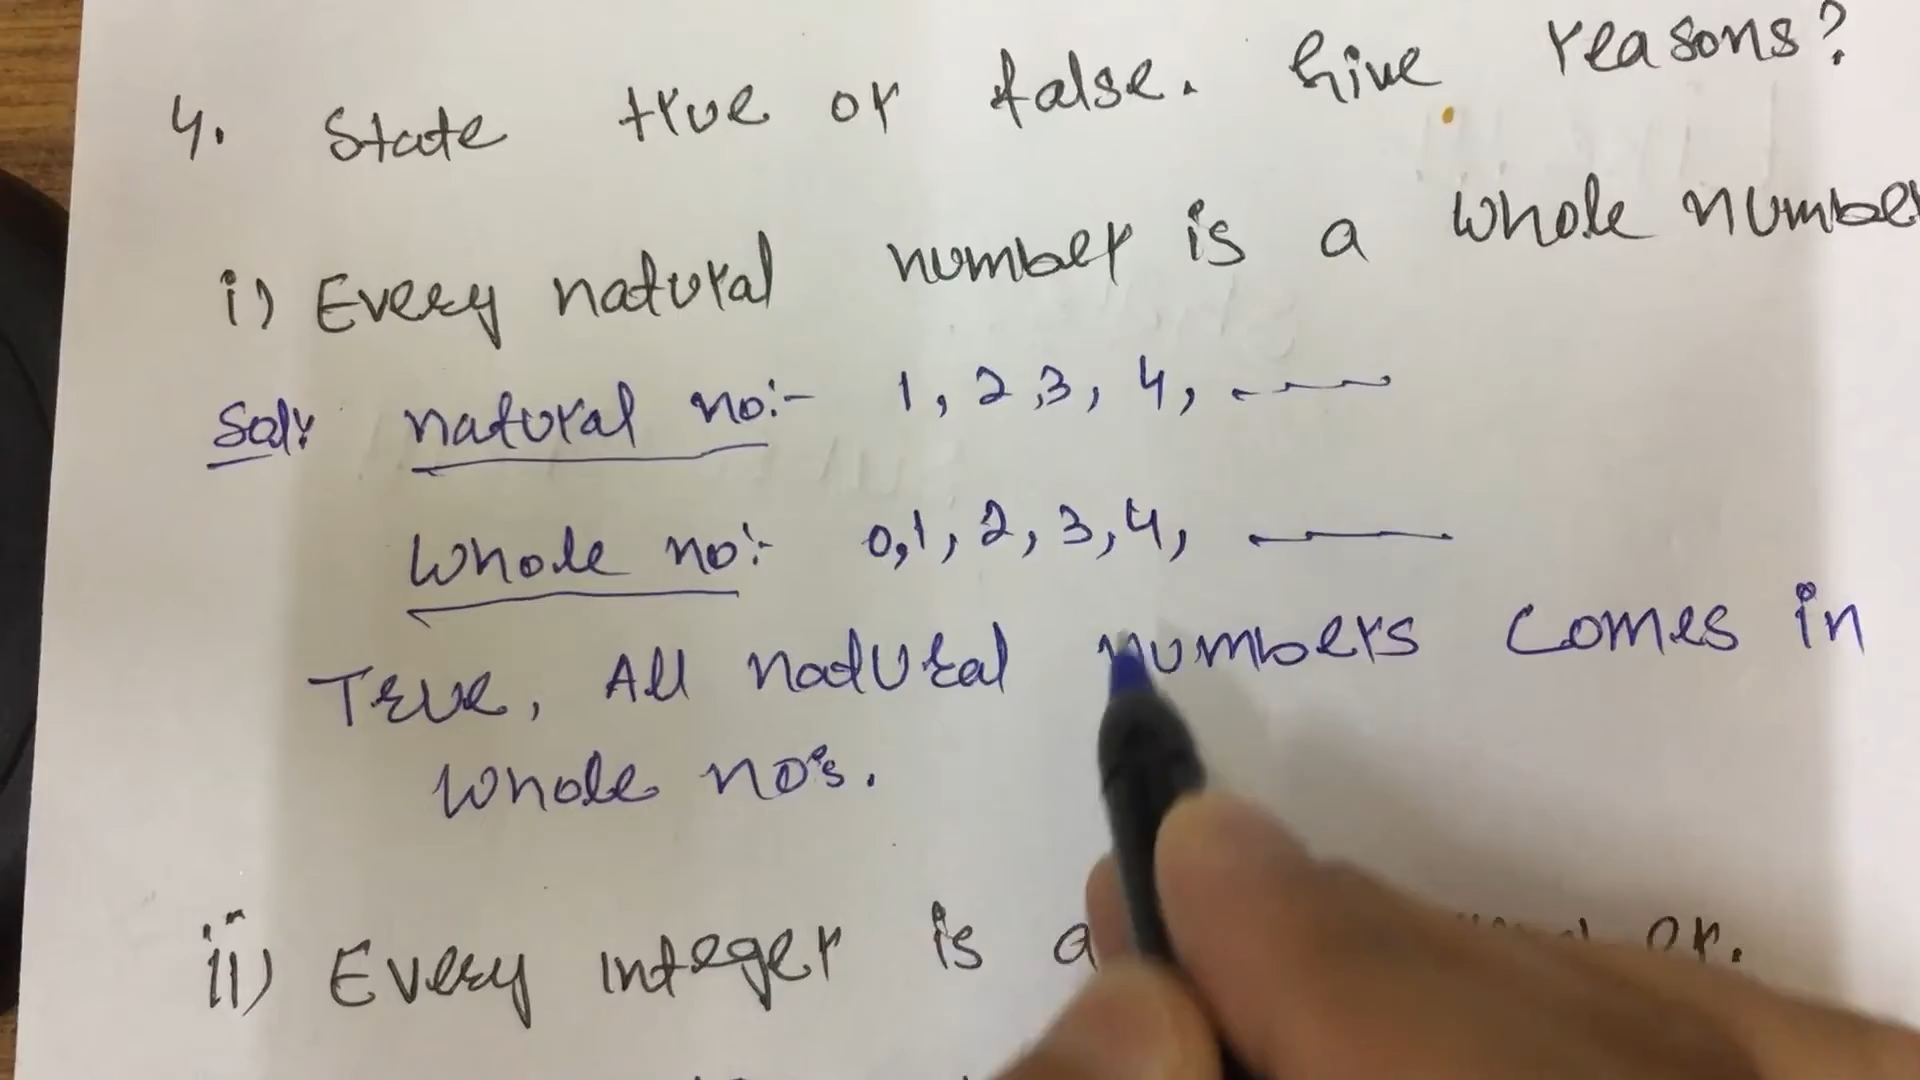 4. State true or false. Give reasons?
i) Every natural number is a whole number
Sol: natural no:- 1, 2, 3, 4, ——
Whole no:- 0, 1, 2, 3, 4, ——
True, All natural numbers comes in
whole no's.
ii) Every integer is a